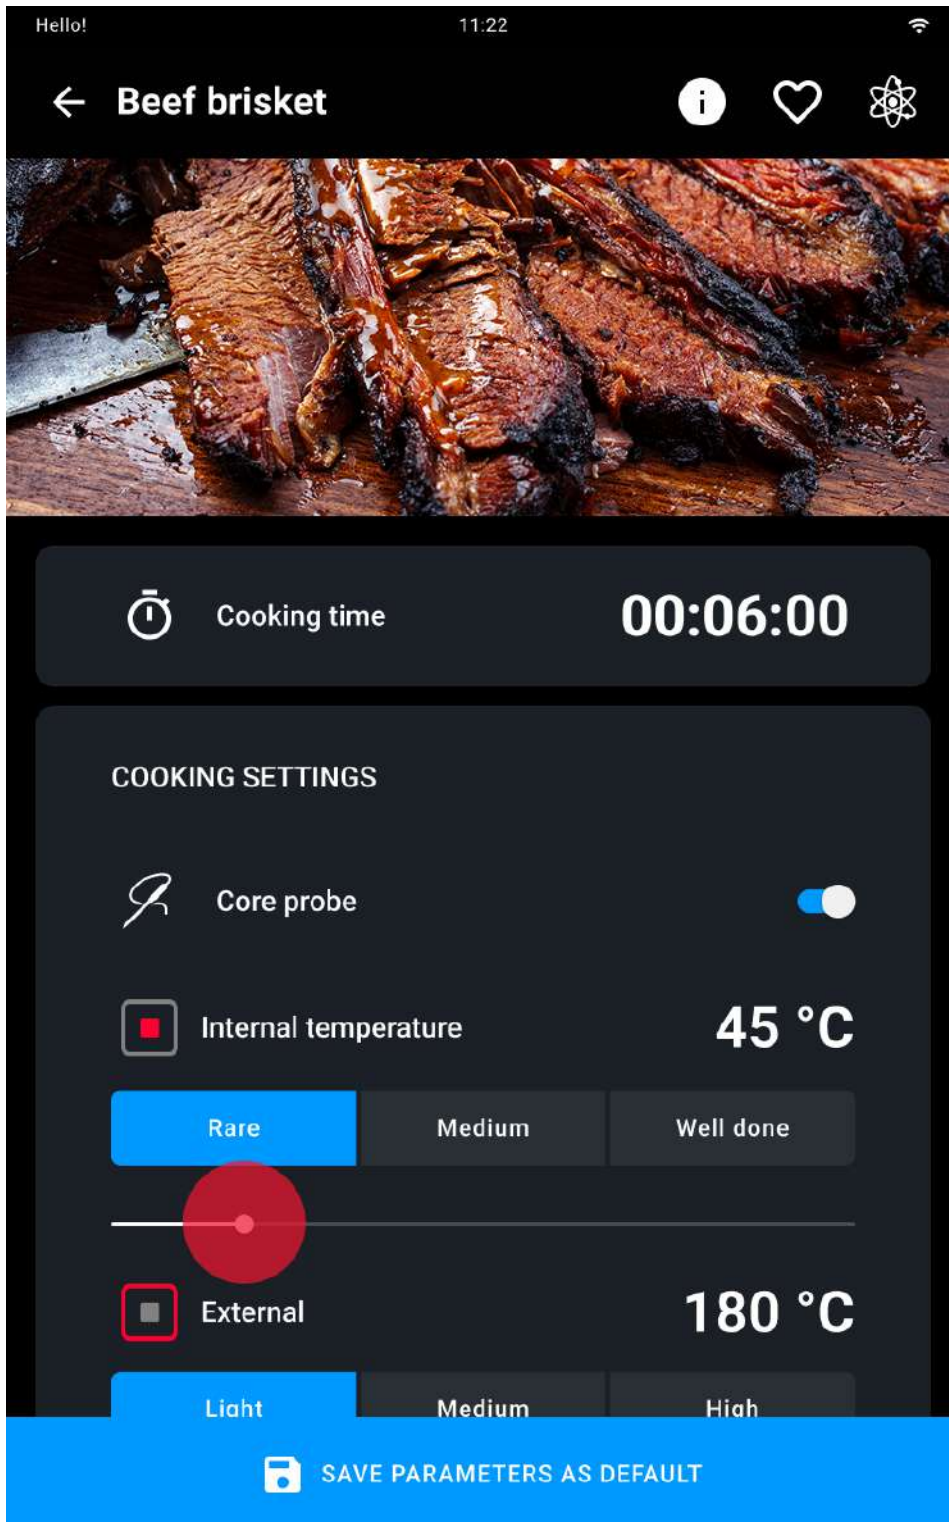 Hello! 11:22
Beef brisket
Cooking time 00:06:00
COOKING SETTINGS
Core probe
Internal temperature 45 °C
Rare Medium Well done
External 180 °C
Light Medium High
SAVE PARAMETERS AS DEFAULT